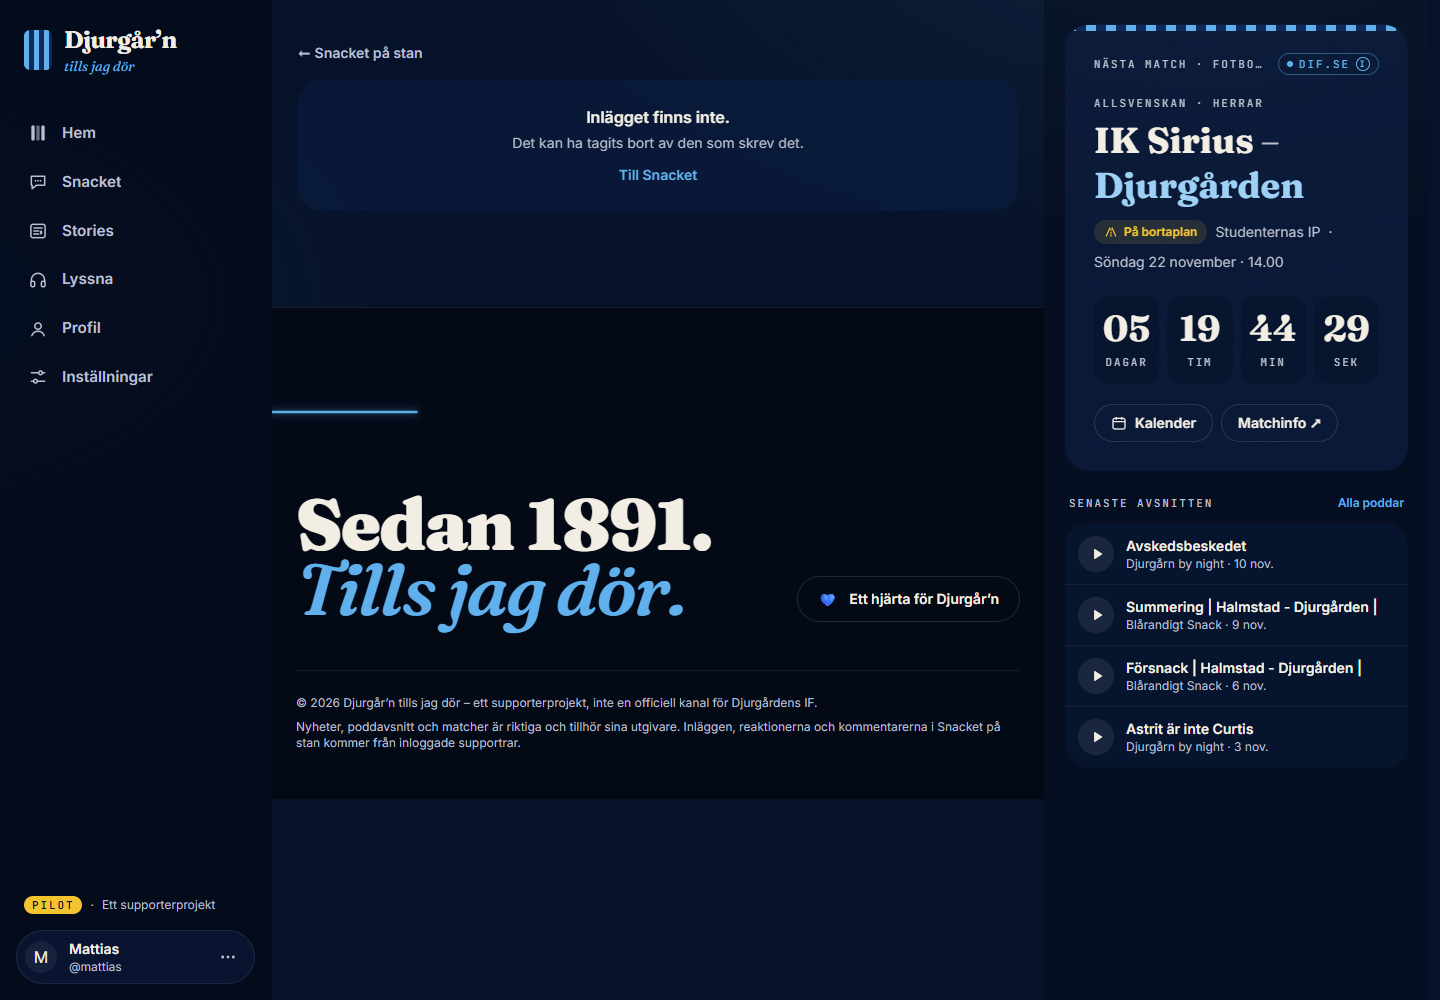 Djurgår’n
tills jag dör
Hem
Snacket
Stories
Lyssna
Profil
Inställningar
PILOT · Ett supporterprojekt
M
Mattias
@mattias
← Snacket på stan
Inlägget finns inte.
Det kan ha tagits bort av den som skrev det.
Till Snacket
Sedan 1891.
Tills jag dör.
💙 Ett hjärta för Djurgår’n
© 2026 Djurgår’n tills jag dör – ett supporterprojekt, inte en officiell kanal för Djurgårdens IF.
Nyheter, poddavsnitt och matcher är riktiga och tillhör sina utgivare. Inläggen, reaktionerna och kommentarerna i Snacket på
stan kommer från inloggade supportrar.
NÄSTA MATCH · FOTBO…
DIF.SE
ALLSVENSKAN · HERRAR
IK Sirius –
Djurgården
På bortaplan Studenternas IP ·
Söndag 22 november · 14.00
05 19 44 29
DAGAR TIM MIN SEK
Kalender
Matchinfo ↗
SENASTE AVSNITTEN
Alla poddar
Avskedsbeskedet
Djurgårn by night · 10 nov.
Summering | Halmstad - Djurgården |
Blårandigt Snack · 9 nov.
Försnack | Halmstad - Djurgården |
Blårandigt Snack · 6 nov.
Astrit är inte Curtis
Djurgårn by night · 3 nov.